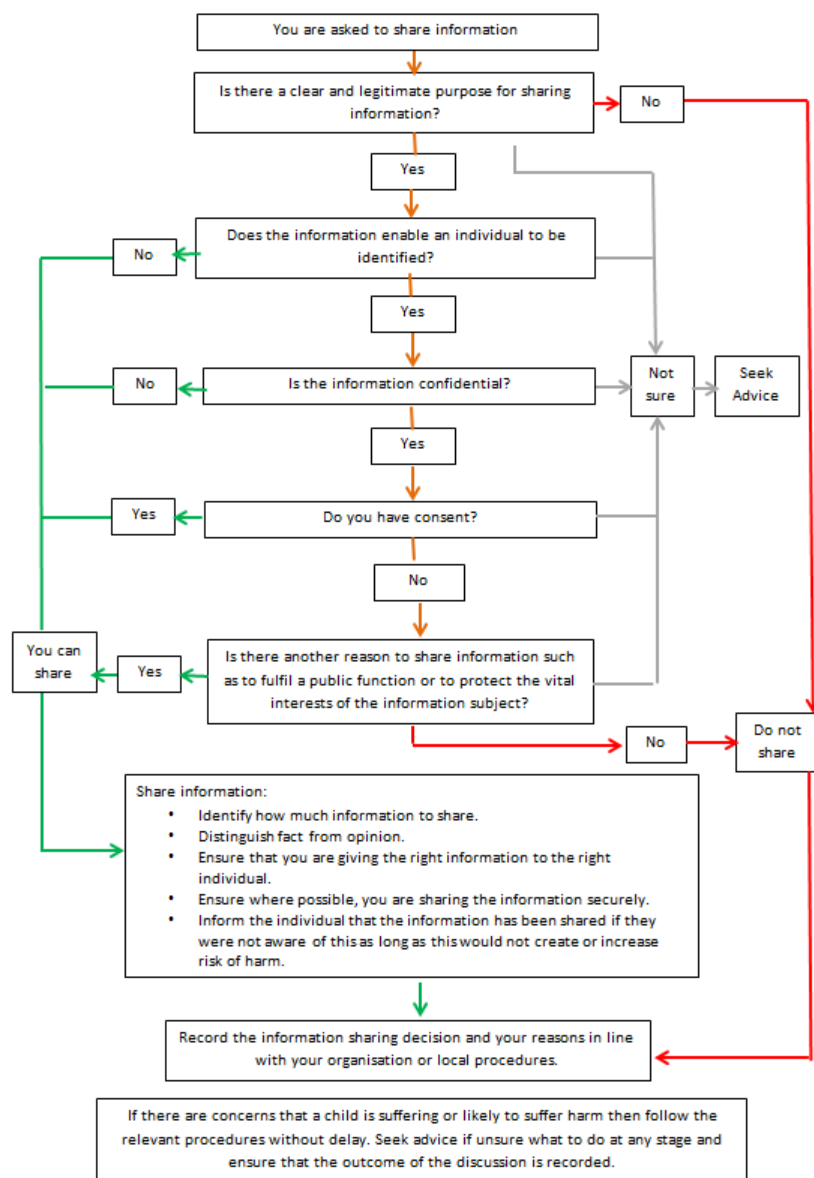 You are asked to share information
Is there a clear and legitimate purpose for sharing
information?
No
Yes
Does the information enable an individual to be
identified?
No
Yes
Is the information confidential?
No
Not
sure
Seek
Advice
Yes
Do you have consent?
Yes
No
Is there another reason to share information such
as to fulfil a public function or to protect the vital
interests of the information subject?
Yes
You can
share
No
Do not
share
Share information:
• Identify how much information to share.
• Distinguish fact from opinion.
• Ensure that you are giving the right information to the right
individual.
• Ensure where possible, you are sharing the information securely.
• Inform the individual that the information has been shared if they
were not aware of this as long as this would not create or increase
risk of harm.
Record the information sharing decision and your reasons in line
with your organisation or local procedures.
If there are concerns that a child is suffering or likely to suffer harm then follow the
relevant procedures without delay. Seek advice if unsure what to do at any stage and
ensure that the outcome of the discussion is recorded.